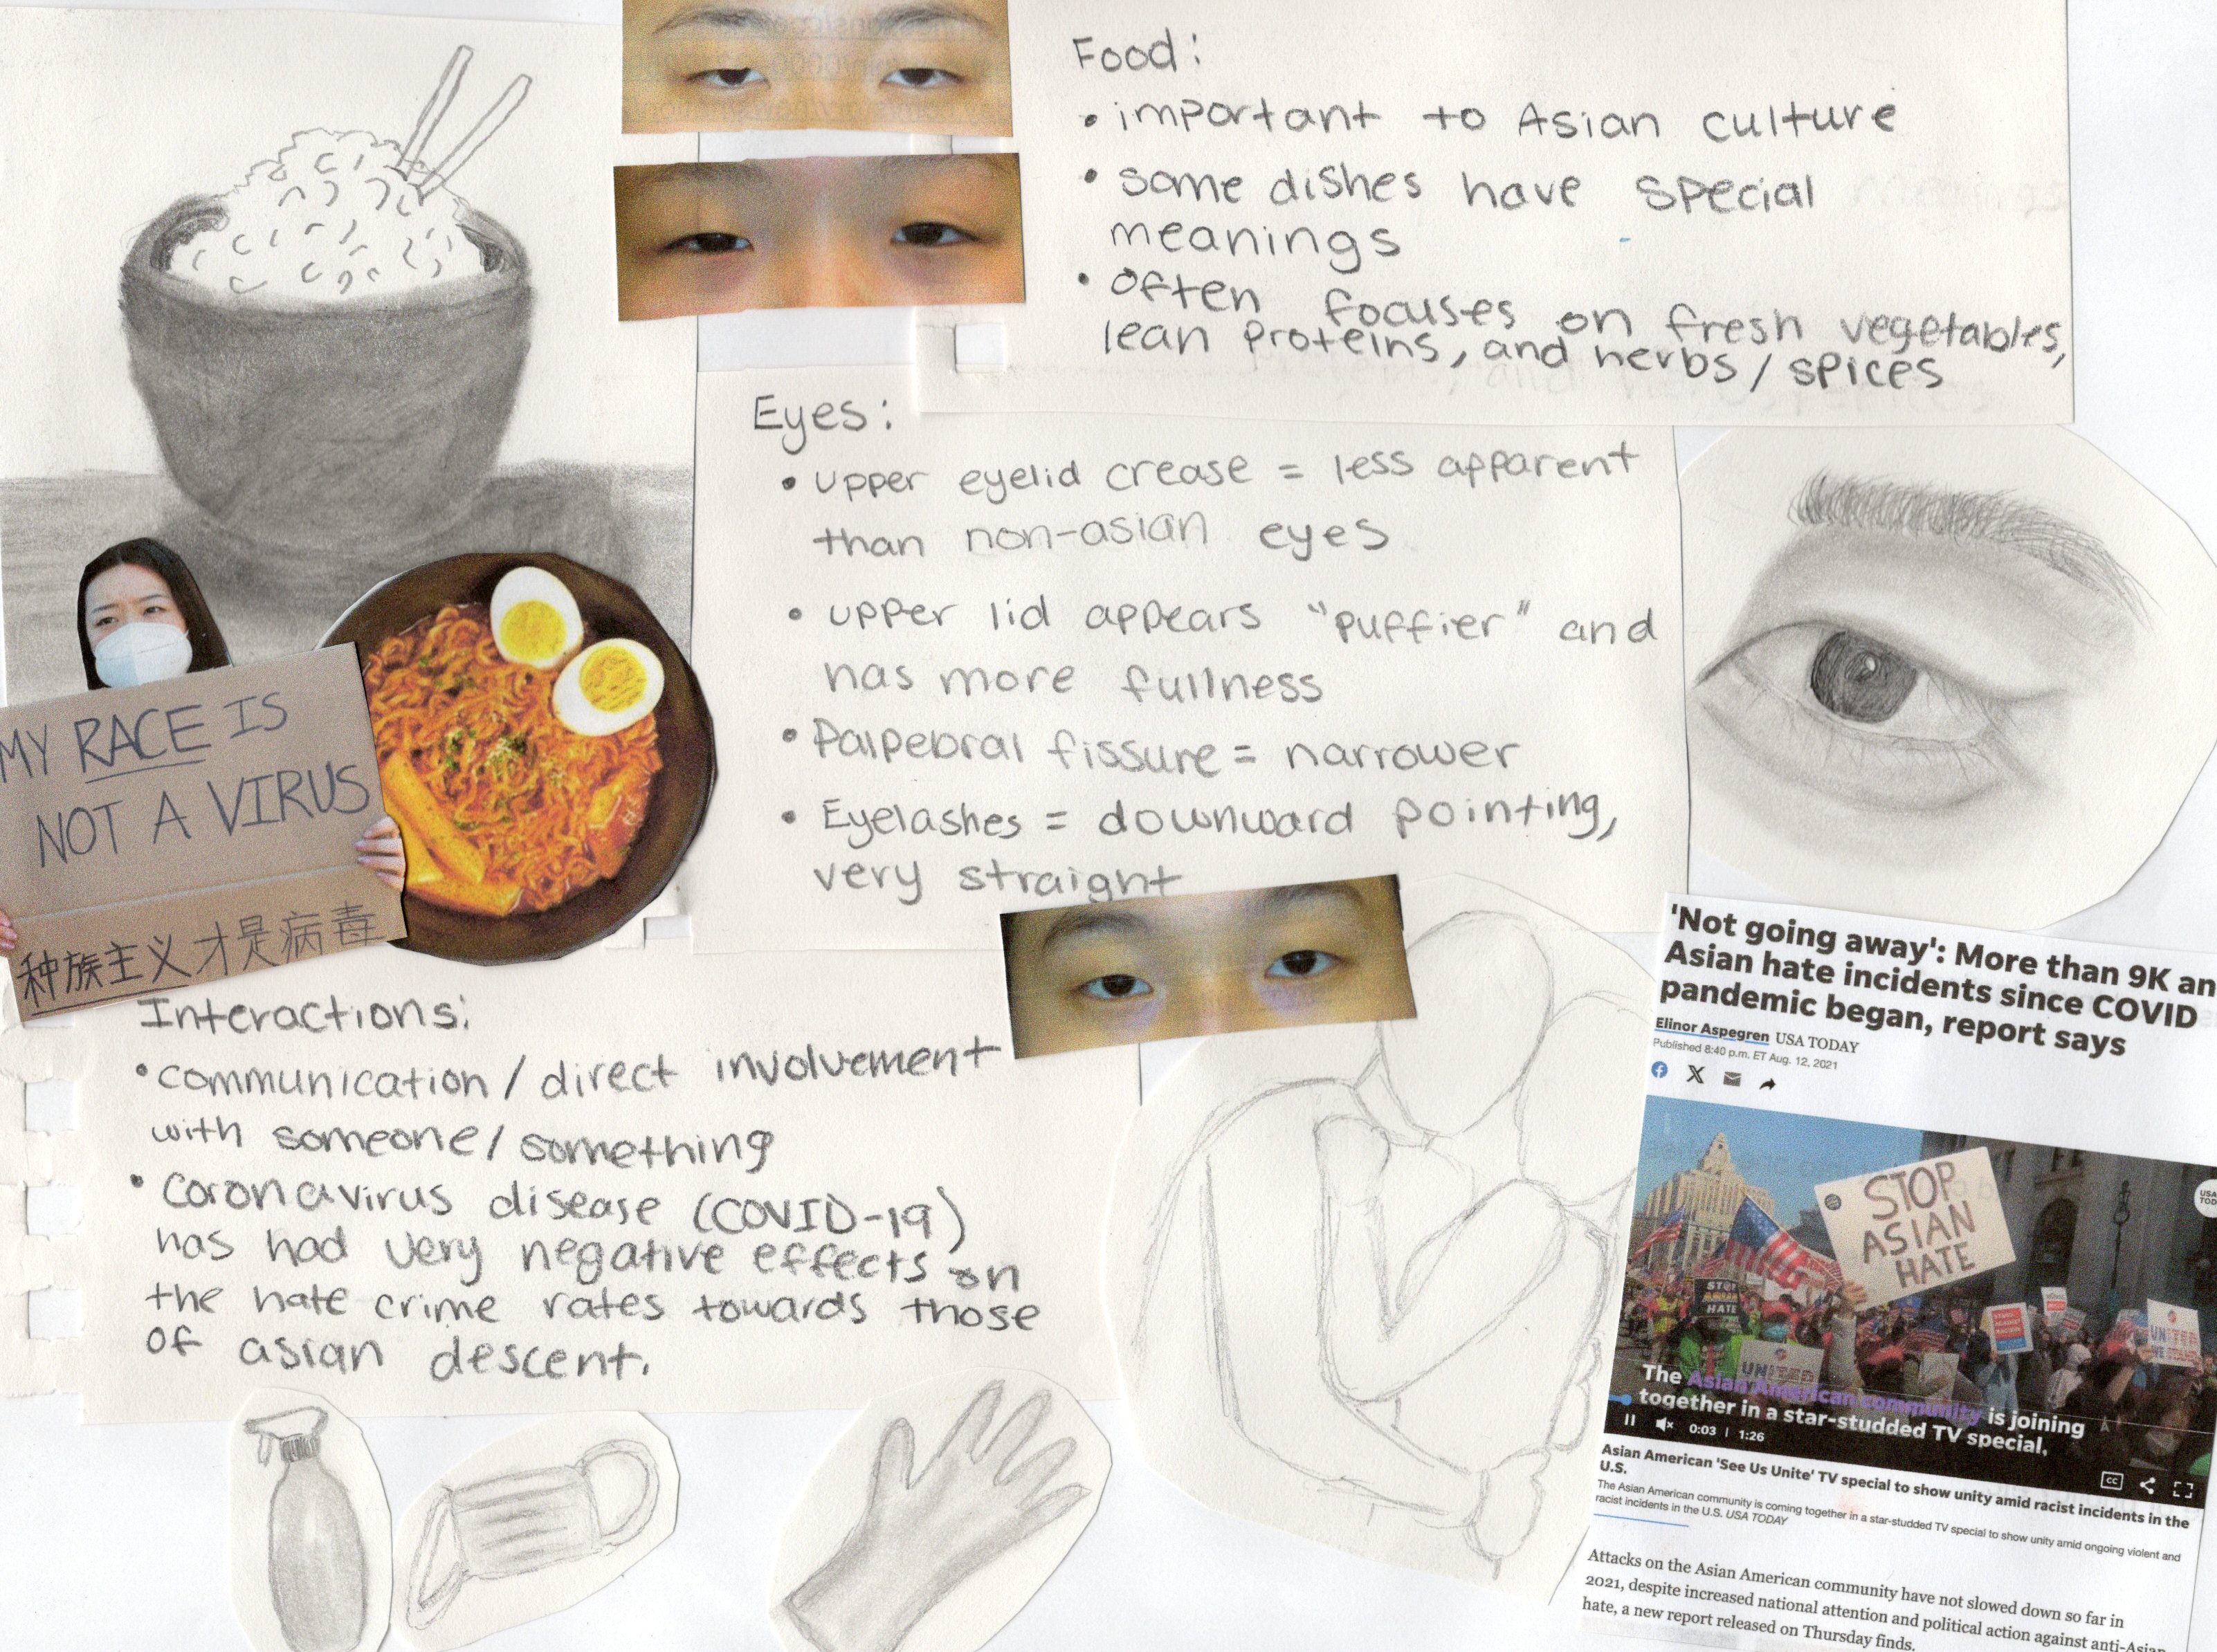 Food:
• important to Asian culture
• some dishes have special
meanings
• often focuses on fresh vegetables,
lean proteins, and herbs/spices
Eyes:
• upper eyelid crease = less apparent
than non-asian eyes
• upper lid appears "puffier" and
has more fullness
• Palpebral fissure = narrower
• Eyelashes = downward pointing,
very straight
MY RACE IS
NOT A VIRUS
种族主义才是病毒
Interactions:
• communication / direct involvement
with someone/something
• coronavirus disease (COVID-19)
has had very negative effects on
the hate crime rates towards those
of asian descent.
'Not going away': More than 9K an
Asian hate incidents since COVID
pandemic began, report says
Elinor Aspegren USA TODAY
Published 8:40 p.m. ET Aug. 12, 2021
USA
TOD
STOP
ASIAN
HATE
STOP
ASIAN
HATE
UNITED
UNITED
WE STAND
The Asian American community is joining
together in a star-studded TV special,
0:03 | 1:26
CC
Asian American 'See Us Unite' TV special to show unity amid racist incidents in the
U.S.
The Asian American community is coming together in a star-studded TV special to show unity amid ongoing violent and
racist incidents in the U.S. USA TODAY
Attacks on the Asian American community have not slowed down so far in
2021, despite increased national attention and political action against anti-Asian
hate, a new report released on Thursday finds.